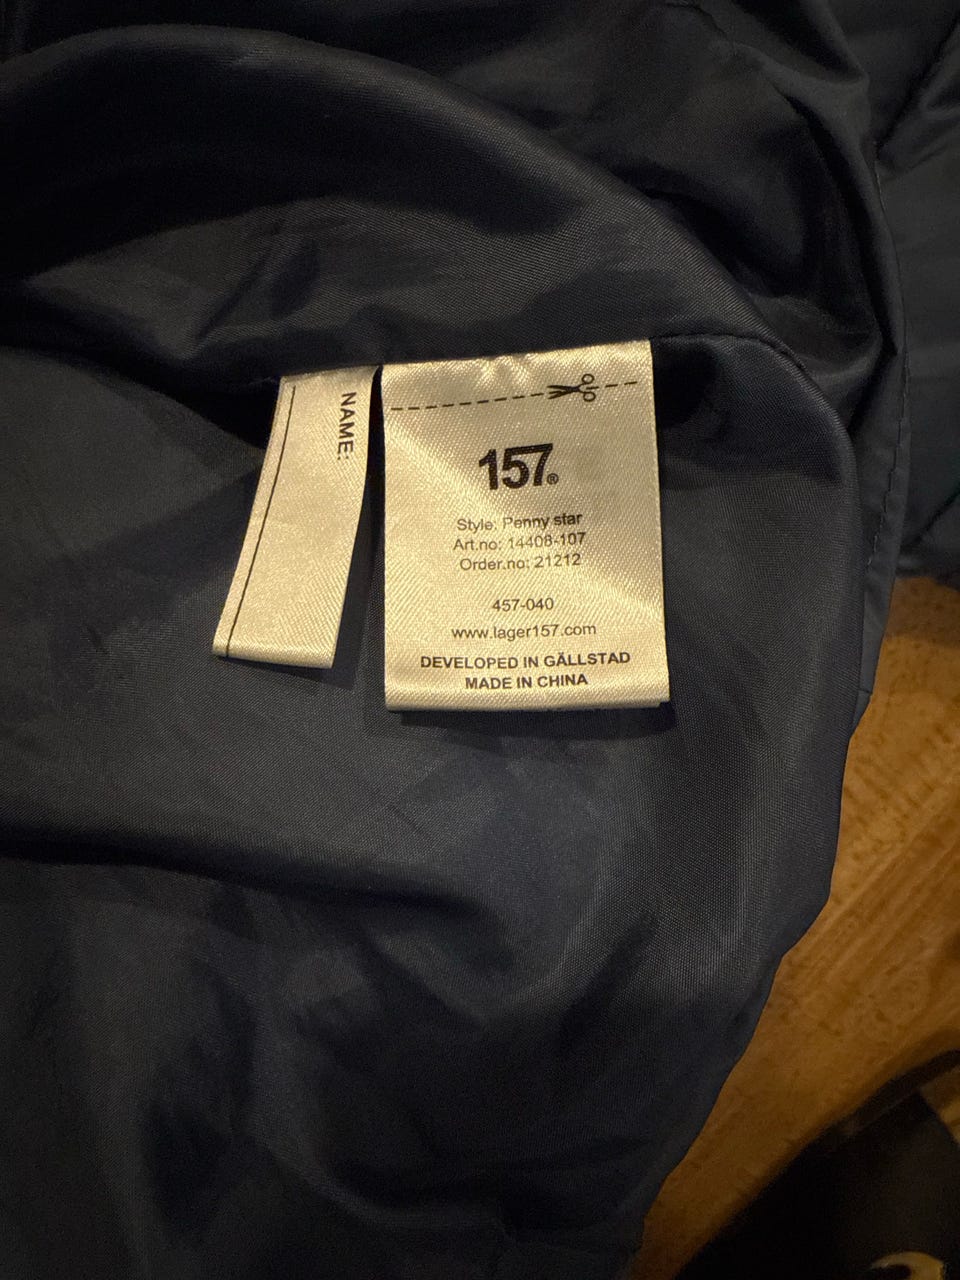 NAME:
157®
Style: Penny star
Art.no: 14408-107
Order.no: 21212
457-040
www.lager157.com
DEVELOPED IN GÄLLSTAD
MADE IN CHINA